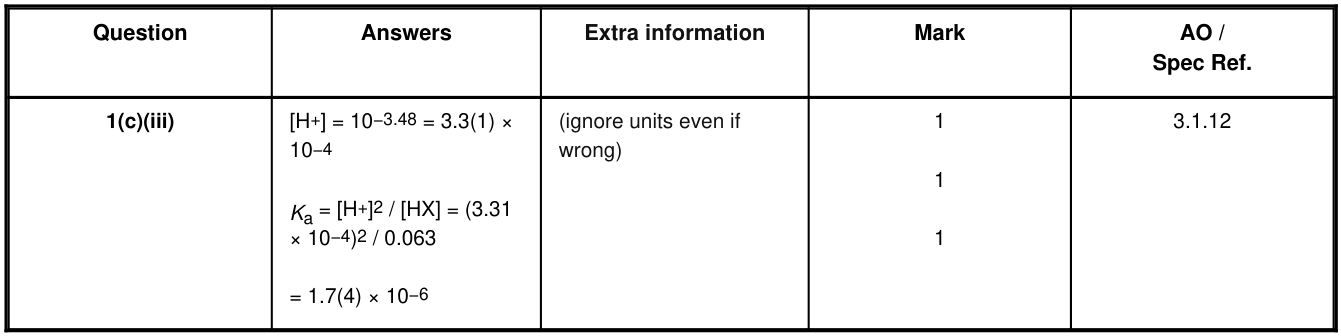 Question Answers Extra information Mark AO /
Spec Ref.
1(c)(iii) [H+] = 10–3.48 = 3.3(1) × (ignore units even if 1 3.1.12
10–4 wrong)
1
Ka = [H+]2 / [HX] = (3.31
× 10–4)2 / 0.063 1
= 1.7(4) × 10–6